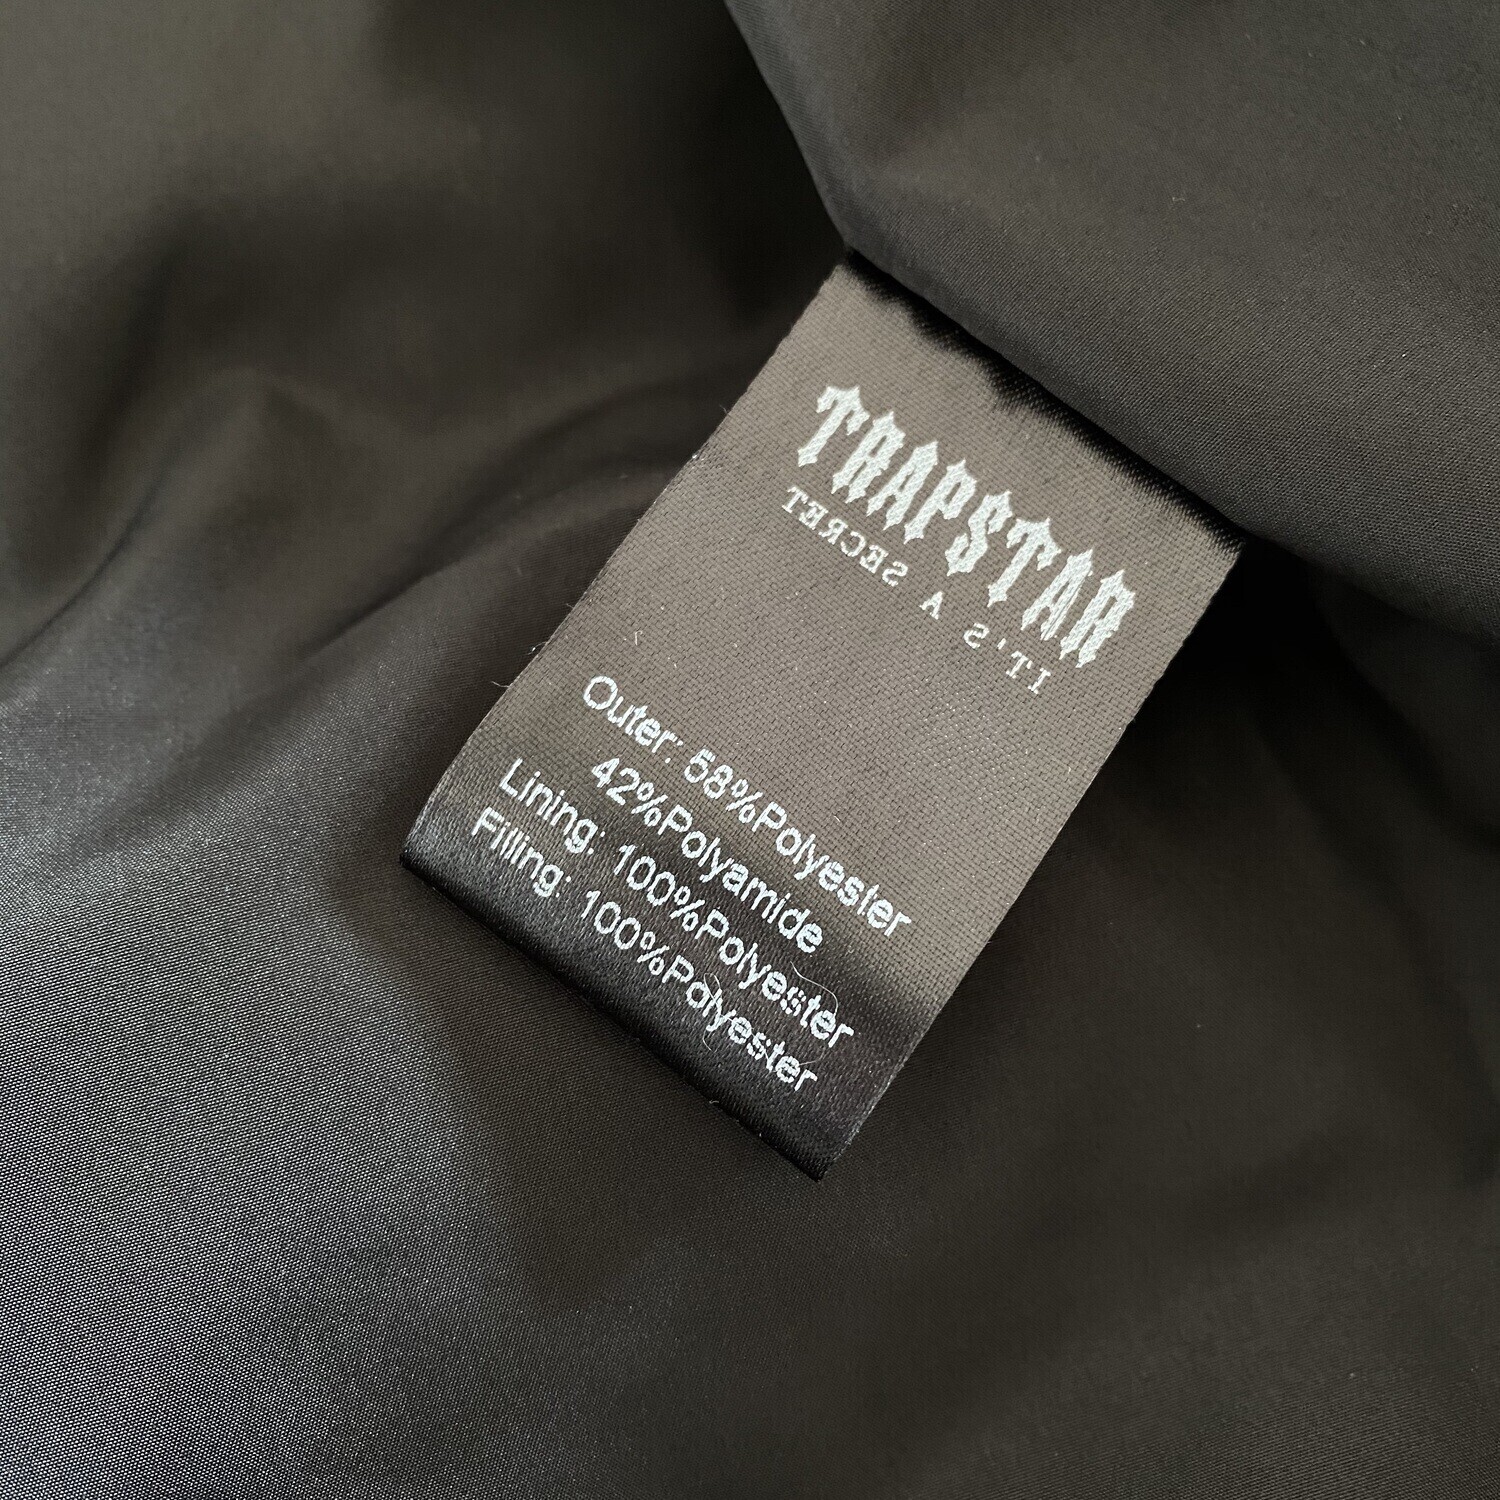 TRAPSTAR
IT'S A SECRET
Outer: 58%Polyester
42%Polyamide
Lining: 100%Polyester
Filling: 100%Polyester